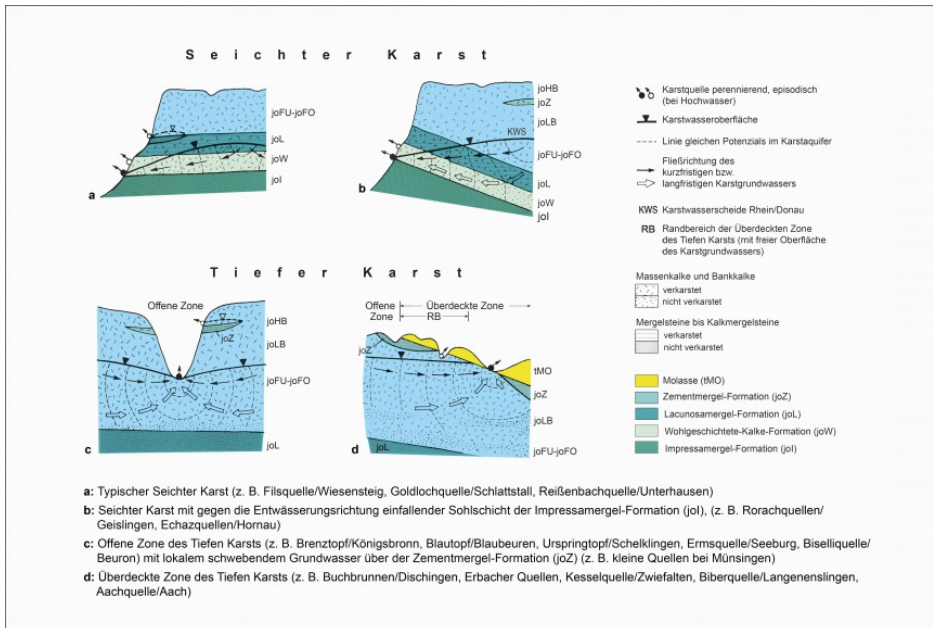 Seichter Karst
joFU-joFO
joL
joW
joI
a
joHB
joZ
joLB
KWS
joFU-joFO
joL
joW
joI
b
Karstquelle perennierend, episodisch
(bei Hochwasser)
Karstwasseroberfläche
Linie gleichen Potenzials im Karstaquifer
Fließrichtung des
kurzfristigen bzw.
langfristigen Karstgrundwassers
KWS Karstwasserscheide Rhein/Donau
RB Randbereich der Überdeckten Zone
des Tiefen Karsts (mit freier Oberfläche
des Karstgrundwassers)
Massenkalke und Bankkalke
verkarstet
nicht verkarstet
Mergelsteine bis Kalkmergelsteine
verkarstet
nicht verkarstet
Molasse (tMO)
Zementmergel-Formation (joZ)
Lacunosamergel-Formation (joL)
Wohlgeschichtete-Kalke-Formation (joW)
Impressamergel-Formation (joI)
Tiefer Karst
Offene Zone
joHB
joZ
joLB
joFU-joFO
joL
c
Offene
Zone
Überdeckte Zone
RB
joZ
tMO
joZ
joLB
joFU-joFO
joL
d
a: Typischer Seichter Karst (z. B. Filsquelle/Wiesensteig, Goldlochquelle/Schlattstall, Reißenbachquelle/Unterhausen)
b: Seichter Karst mit gegen die Entwässerungsrichtung einfallender Sohlschicht der Impressamergel-Formation (joI), (z. B. Rorachquellen/
Geislingen, Echazquellen/Hornau)
c: Offene Zone des Tiefen Karsts (z. B. Brenztopf/Königsbronn, Blautopf/Blaubeuren, Urspringtopf/Schelklingen, Ermsquelle/Seeburg, Biselliquelle/
Beuron) mit lokalem schwebendem Grundwasser über der Zementmergel-Formation (joZ) (z. B. kleine Quellen bei Münsingen)
d: Überdeckte Zone des Tiefen Karsts (z. B. Buchbrunnen/Dischingen, Erbacher Quellen, Kesselquelle/Zwiefalten, Biberquelle/Langenenslingen,
Aachquelle/Aach)